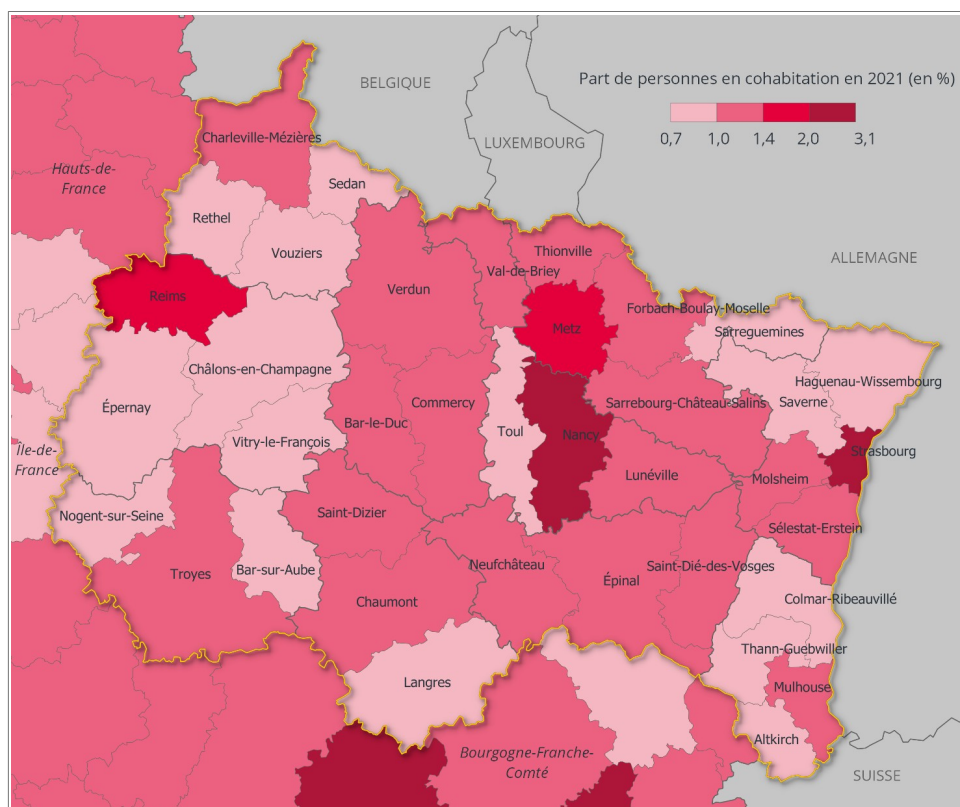 BELGIQUE
Part de personnes en cohabitation en 2021 (en %)
0,7 1,0 1,4 2,0 3,1
LUXEMBOURG
Charleville-Mézières
Hauts-de-
France
Sedan
Rethel
Vouziers
Thionville
ALLEMAGNE
Val-de-Briey
Verdun
Reims
Forbach-Boulay-Moselle
Metz
Sarreguemines
Châlons-en-Champagne
Haguenau-Wissembourg
Saverne
Épernay
Commercy
Sarrebourg-Château-Salins
Bar-le-Duc
Toul
Nancy
Vitry-le-François
Île-de-
France
Strasbourg
Lunéville
Molsheim
Nogent-sur-Seine
Saint-Dizier
Sélestat-Erstein
Troyes
Bar-sur-Aube
Neufchâteau
Saint-Dié-des-Vosges
Épinal
Chaumont
Colmar-Ribeauvillé
Thann-Guebwiller
Langres
Mulhouse
Altkirch
Bourgogne-Franche-
Comté
SUISSE